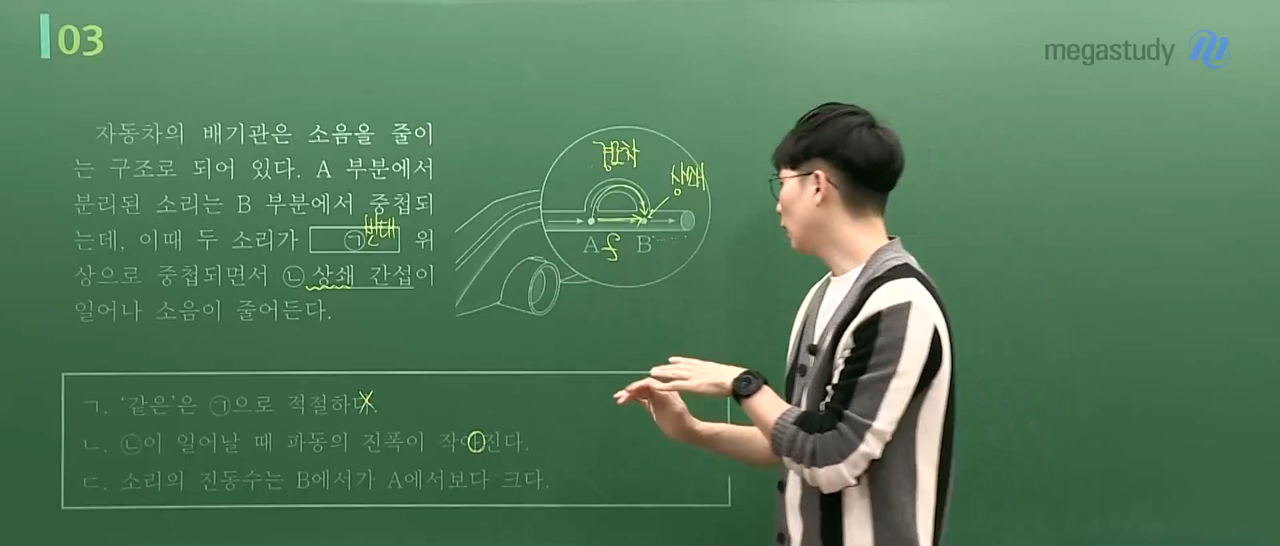 03
megastudy
자동차의 배기관은 소음을 줄이
는 구조로 되어 있다. A 부분에서
분리된 소리는 B 부분에서 중첩되
는데, 이때 두 소리가 ㉠ 반대 위
상으로 중첩되면서 ㉡상쇄 간섭이
일어나 소음이 줄어든다.
경로차
상쇄
A f B
ㄱ. ‘같은’은 ㉠으로 적절하다.
ㄴ. ㉡이 일어날 때 파동의 진폭이 작아진다.
ㄷ. 소리의 진동수는 B에서가 A에서보다 크다.